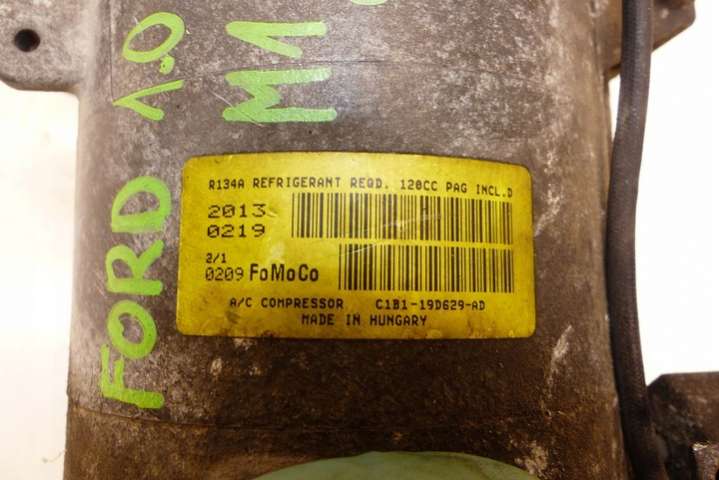 FORD 1.0
M1
R134A REFRIGERANT REQD. 120CC PAG INCL.D
2013
0219
2/1
0209 FoMoCo
A/C COMPRESSOR C1B1-19D629-AD
MADE IN HUNGARY